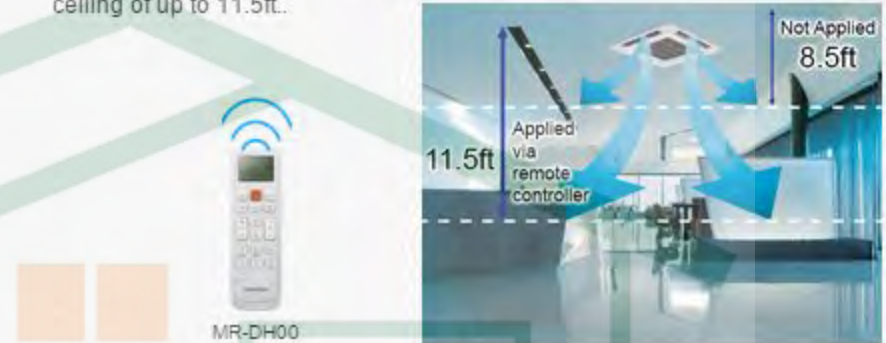 ceiling of up to 11.5ft..
Not Applied
8.5ft
Applied
via
remote
controller
11.5ft
MR-DH00